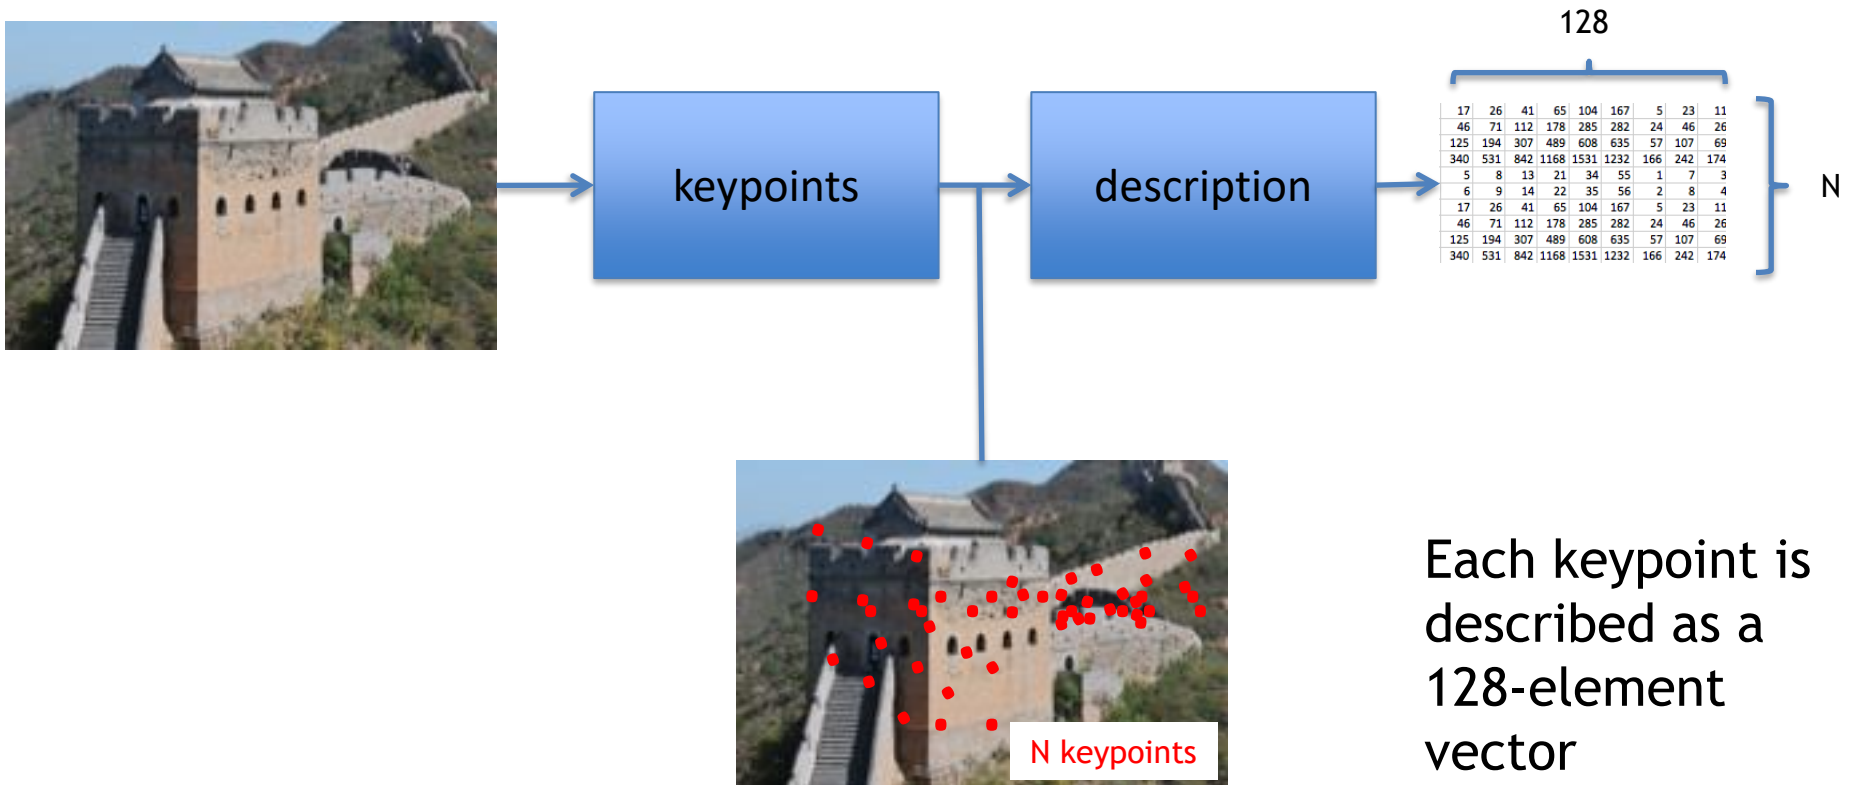 128
keypoints
description
17 26 41 65 104 167 5 23 11
46 71 112 178 285 282 24 46 26
125 194 307 489 608 635 57 107 69
340 531 842 1168 1531 1232 166 242 174
5 8 13 21 34 55 1 7 3
6 9 14 22 35 56 2 8 4
17 26 41 65 104 167 5 23 11
46 71 112 178 285 282 24 46 26
125 194 307 489 608 635 57 107 69
340 531 842 1168 1531 1232 166 242 174
N
N keypoints
Each keypoint is
described as a
128-element
vector